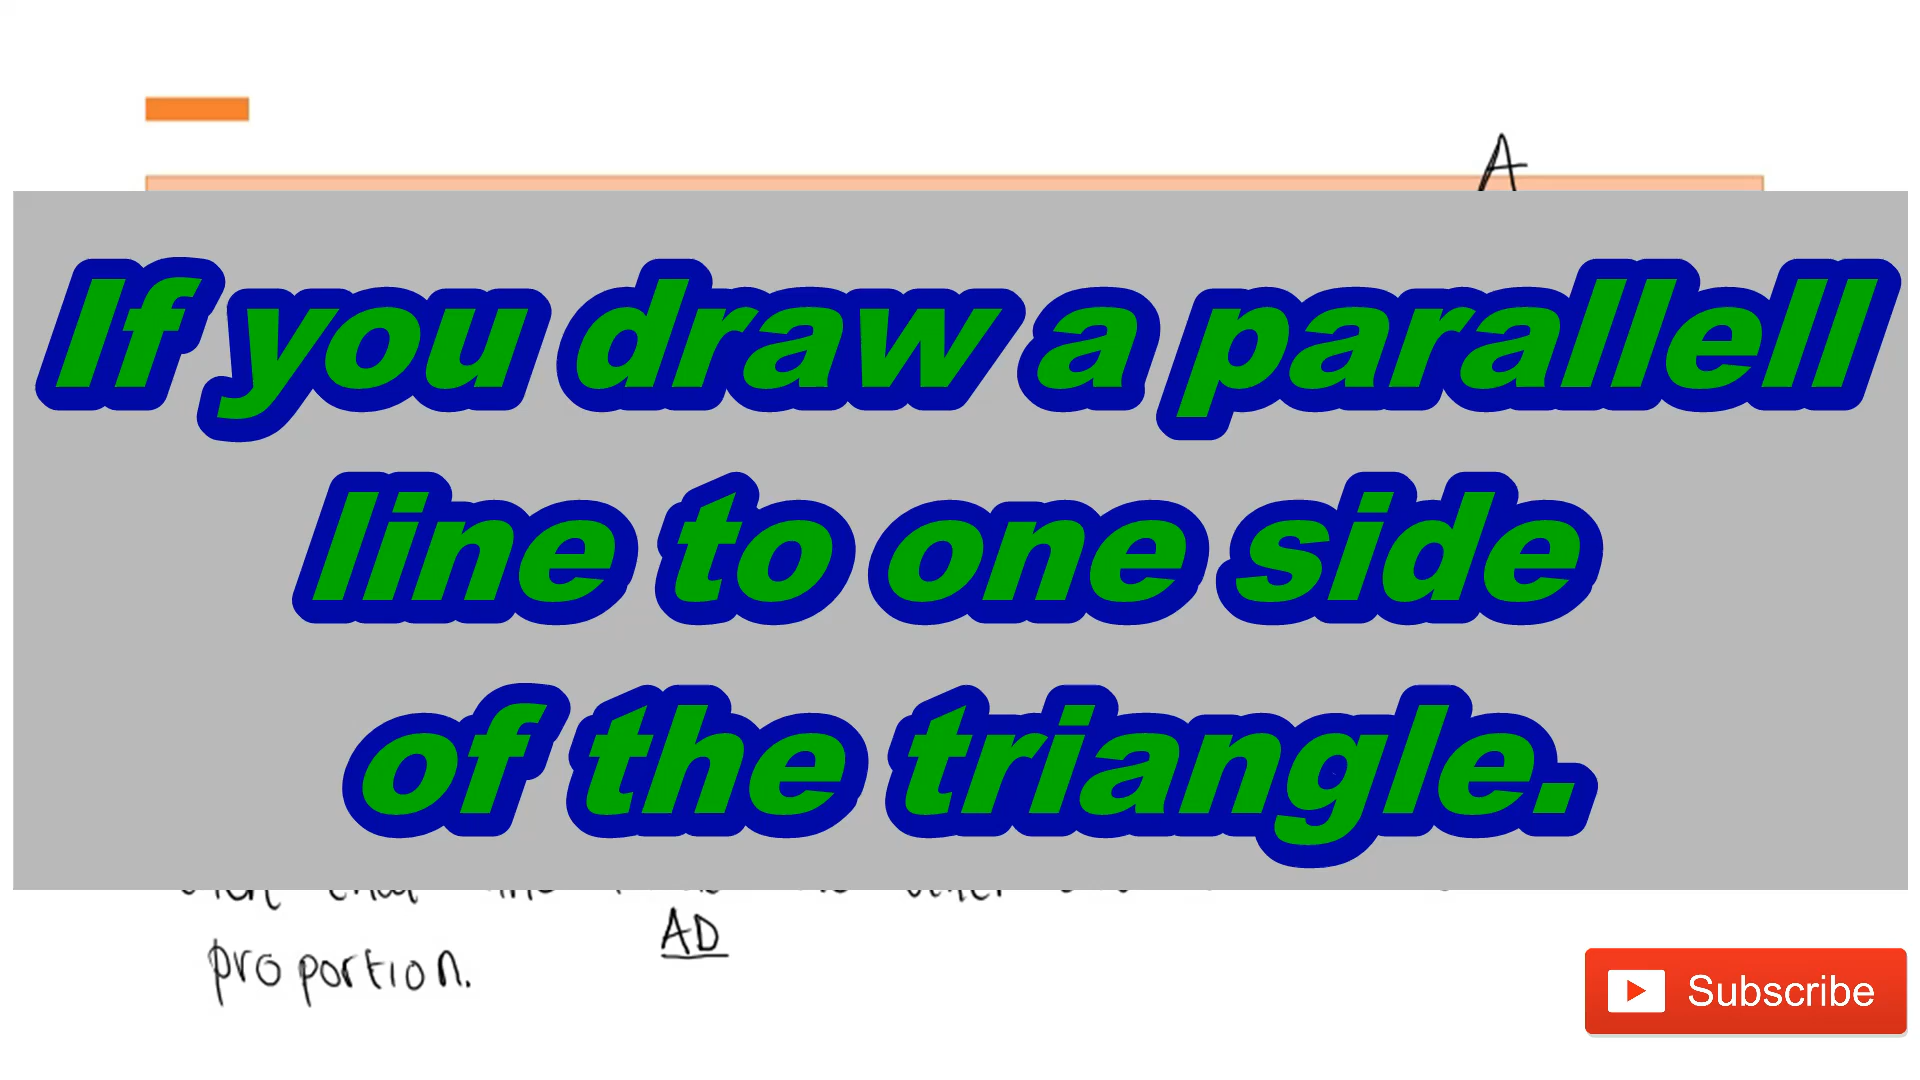 A
If you draw a parallell
line to one side
of the triangle.
AD
proportion.
Subscribe